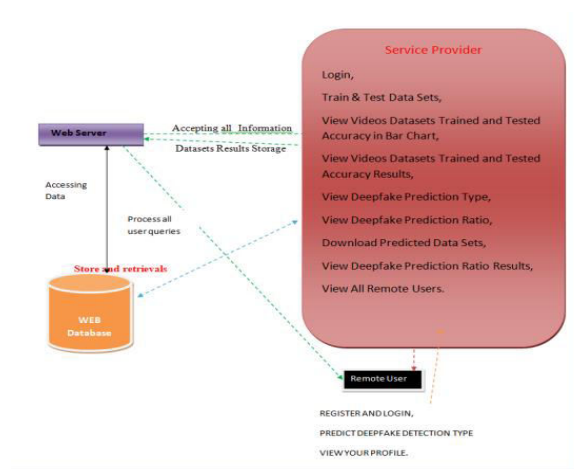 Service Provider
Login,
Train & Test Data Sets,
View Videos Datasets Trained and Tested
Accuracy in Bar Chart,
View Videos Datasets Trained and Tested
Accuracy Results,
View Deepfake Prediction Type,
View Deepfake Prediction Ratio,
Download Predicted Data Sets,
View Deepfake Prediction Ratio Results,
View All Remote Users.
Web Server
Accepting all Information
Datasets Results Storage
Accessing
Data
Process all
user queries
Store and retrievals
WEB
Database
Remote User
REGISTER AND LOGIN,
PREDICT DEEPFAKE DETECTION TYPE
VIEW YOUR PROFILE.